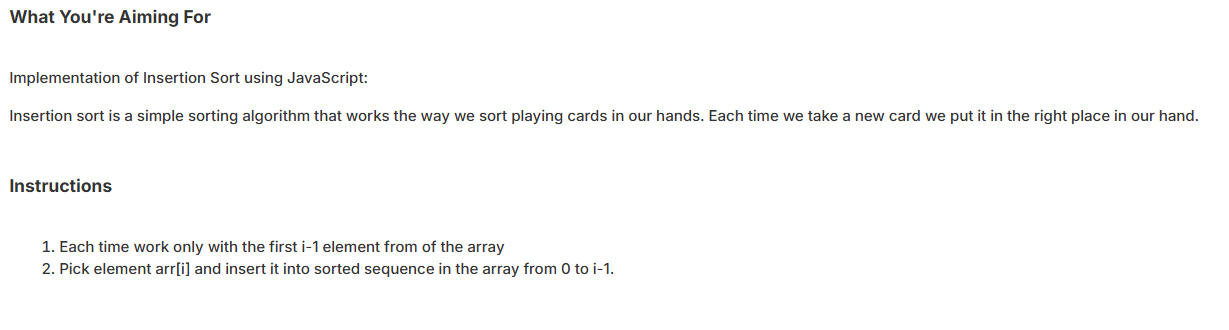 What You're Aiming For
Implementation of Insertion Sort using JavaScript:
Insertion sort is a simple sorting algorithm that works the way we sort playing cards in our hands. Each time we take a new card we put it in the right place in our hand.
Instructions
1. Each time work only with the first i-1 element from of the array
2. Pick element arr[i] and insert it into sorted sequence in the array from 0 to i-1.